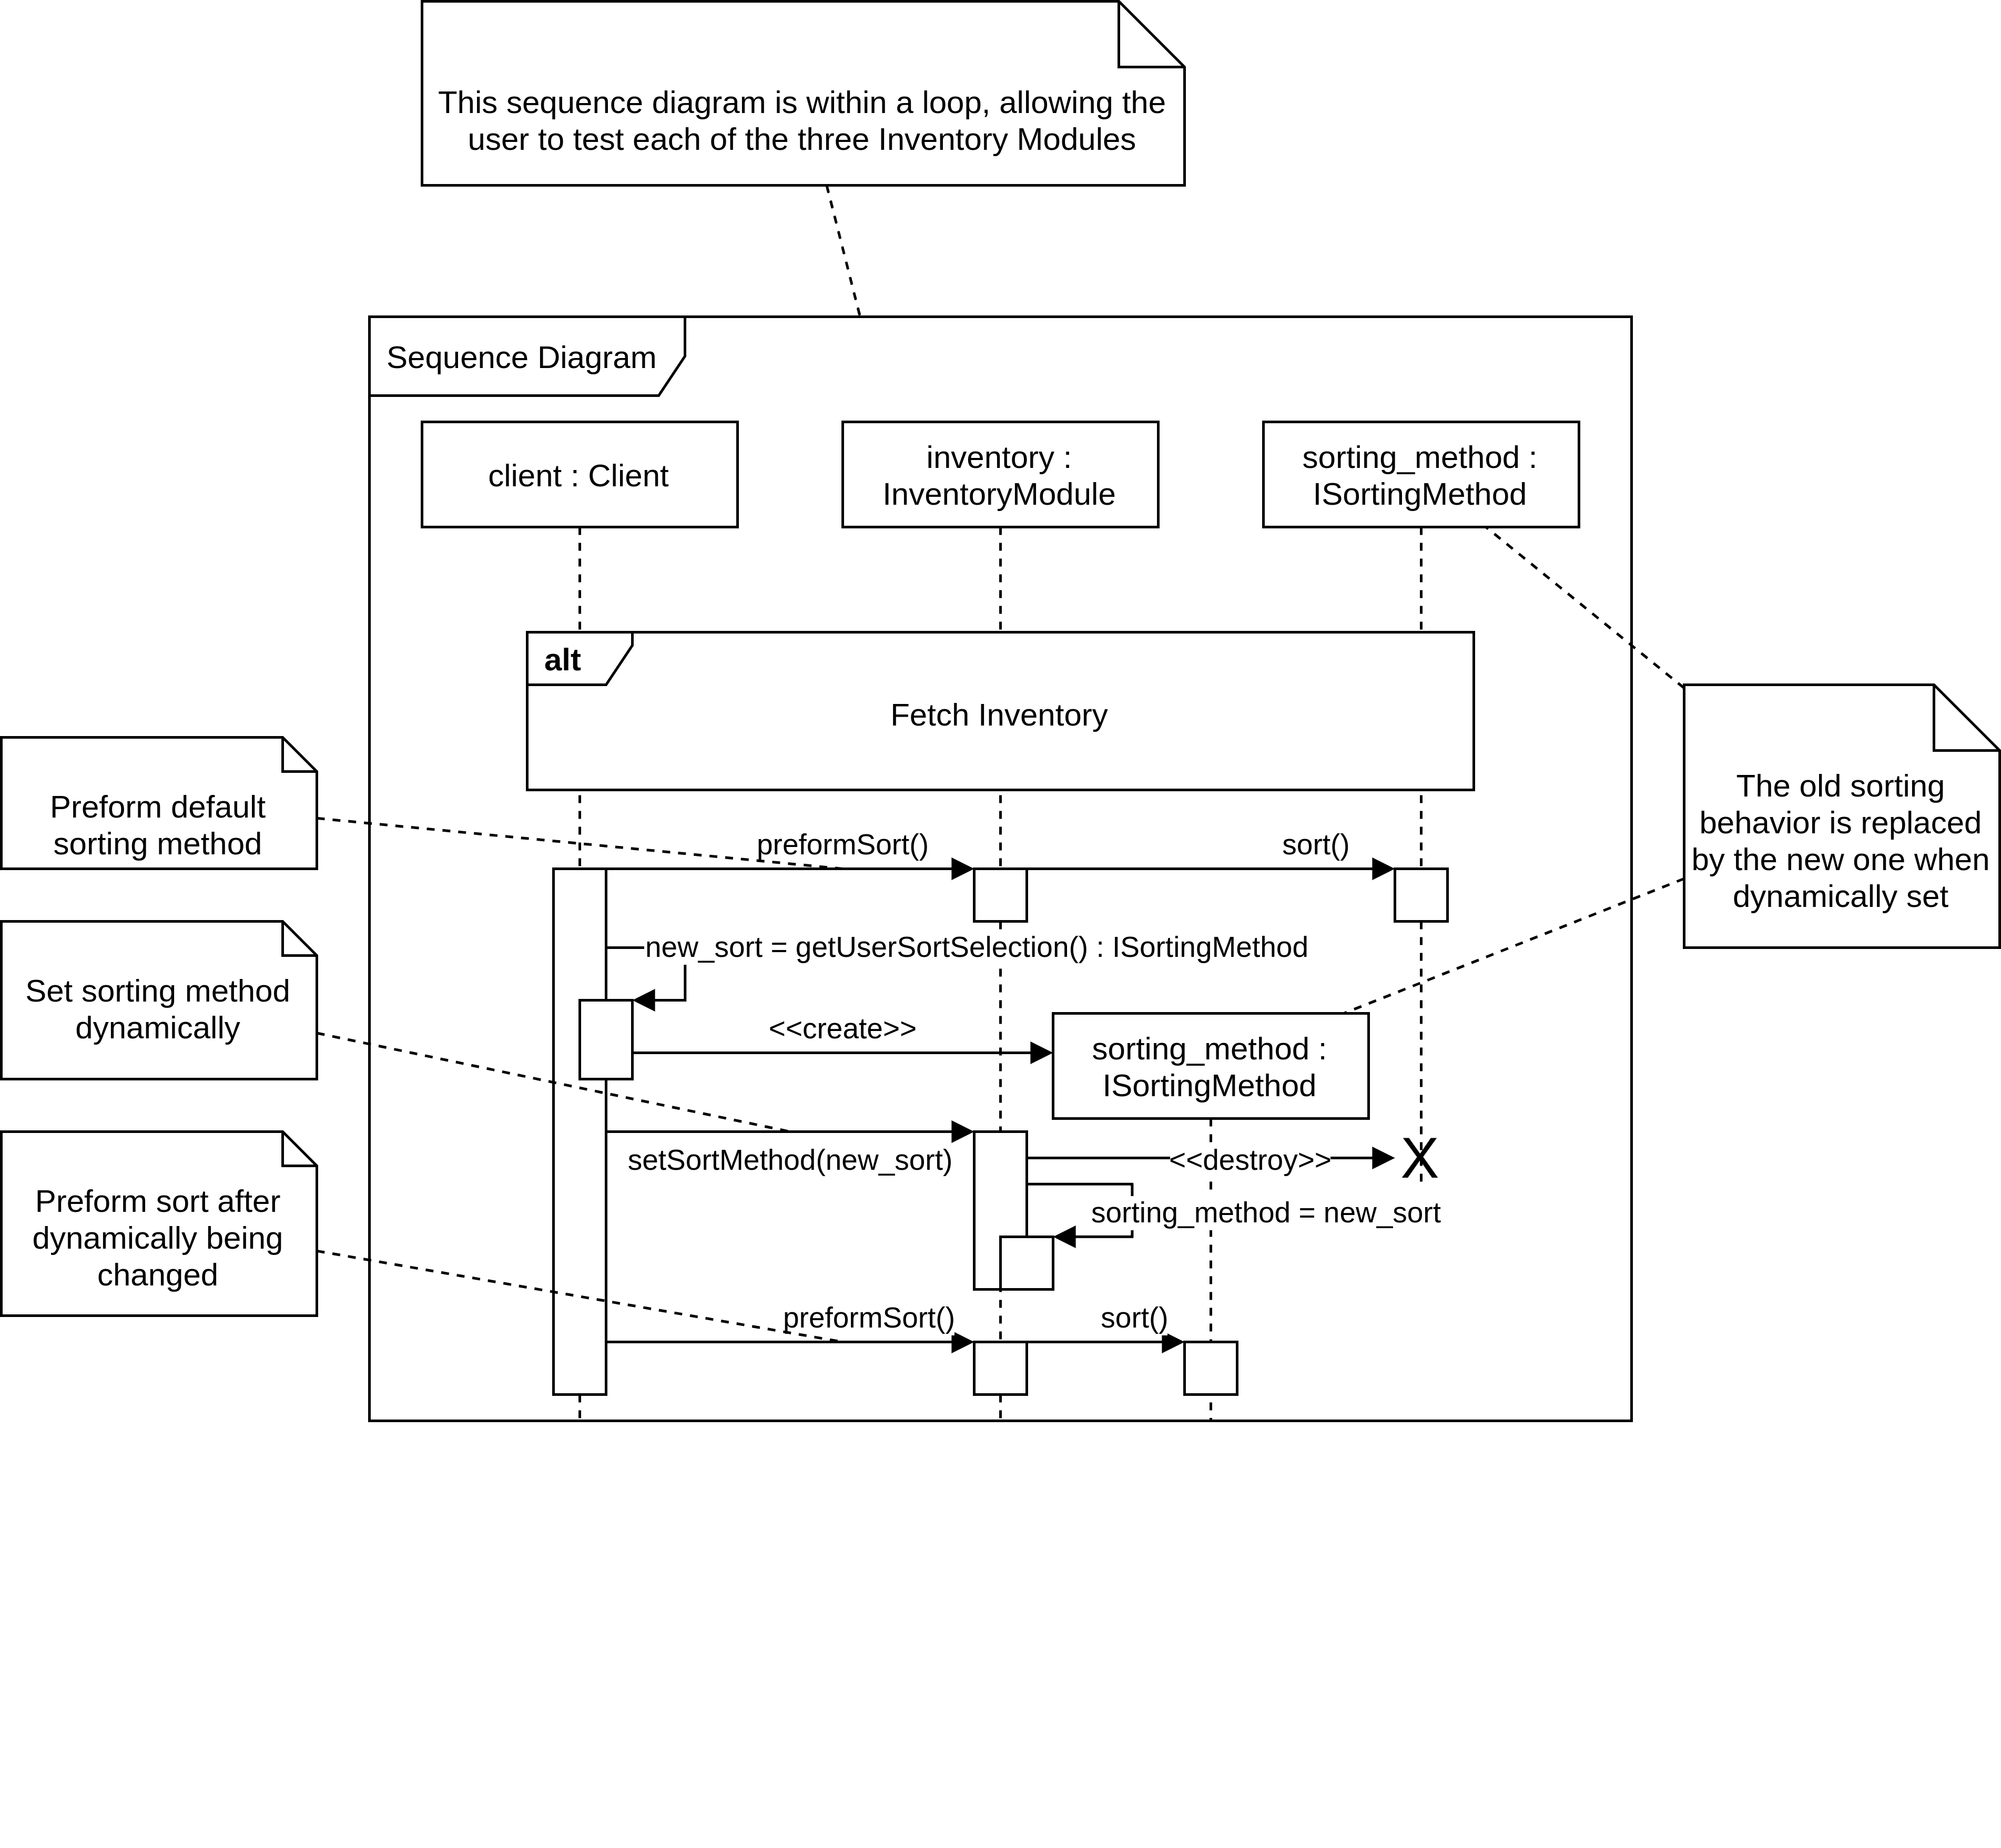 This sequence diagram is within a loop, allowing the
user to test each of the three Inventory Modules
Sequence Diagram
client : Client
inventory :
InventoryModule
sorting_method :
ISortingMethod
alt
Fetch Inventory
Preform default
sorting method
The old sorting
behavior is replaced
by the new one when
dynamically set
preformSort()
sort()
new_sort = getUserSortSelection() : ISortingMethod
Set sorting method
dynamically
<<create>>
sorting_method :
ISortingMethod
setSortMethod(new_sort)
<<destroy>>
X
Preform sort after
dynamically being
changed
sorting_method = new_sort
preformSort()
sort()